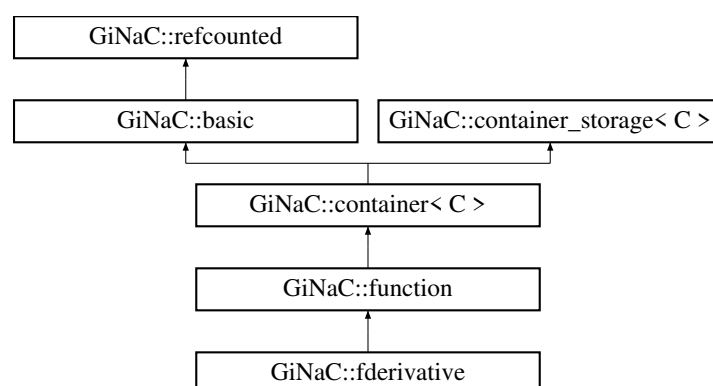 GiNaC::refcounted
GiNaC::basic
GiNaC::container_storage< C >
GiNaC::container< C >
GiNaC::function
GiNaC::fderivative